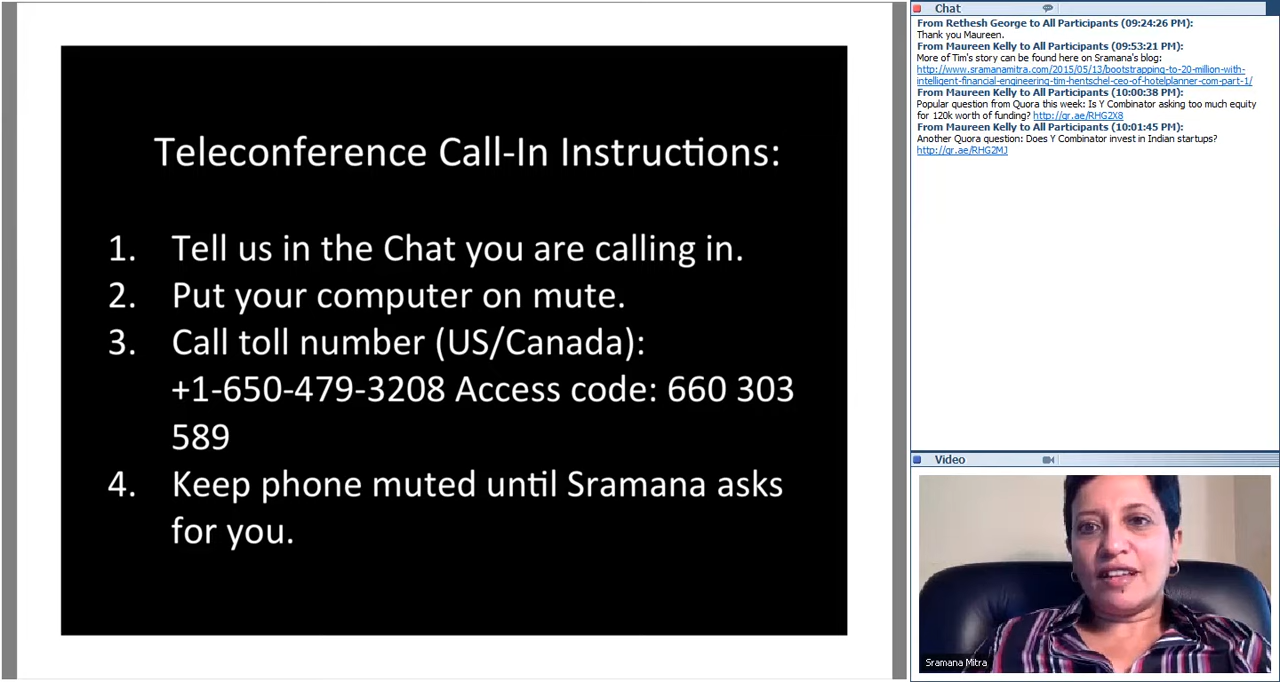 Teleconference Call-In Instructions:
1. Tell us in the Chat you are calling in.
2. Put your computer on mute.
3. Call toll number (US/Canada):
+1-650-479-3208 Access code: 660 303
589
4. Keep phone muted until Sramana asks
for you.
Chat
From Rethesh George to All Participants (09:24:26 PM):
Thank you Maureen.
From Maureen Kelly to All Participants (09:53:21 PM):
More of Tim's story can be found here on Sramana's blog:
http://www.sramanamitra.com/2015/05/13/bootstrapping-to-20-million-with-
intelligent-financial-engineering-tim-hentschel-ceo-of-hotelplanner-com-part-1/
From Maureen Kelly to All Participants (10:00:38 PM):
Popular question from Quora this week: Is Y Combinator asking too much equity
for 120k worth of funding? http://qr.ae/RHG2X8
From Maureen Kelly to All Participants (10:01:45 PM):
Another Quora question: Does Y Combinator invest in Indian startups?
http://qr.ae/RHG2MJ
Video
Sramana Mitra